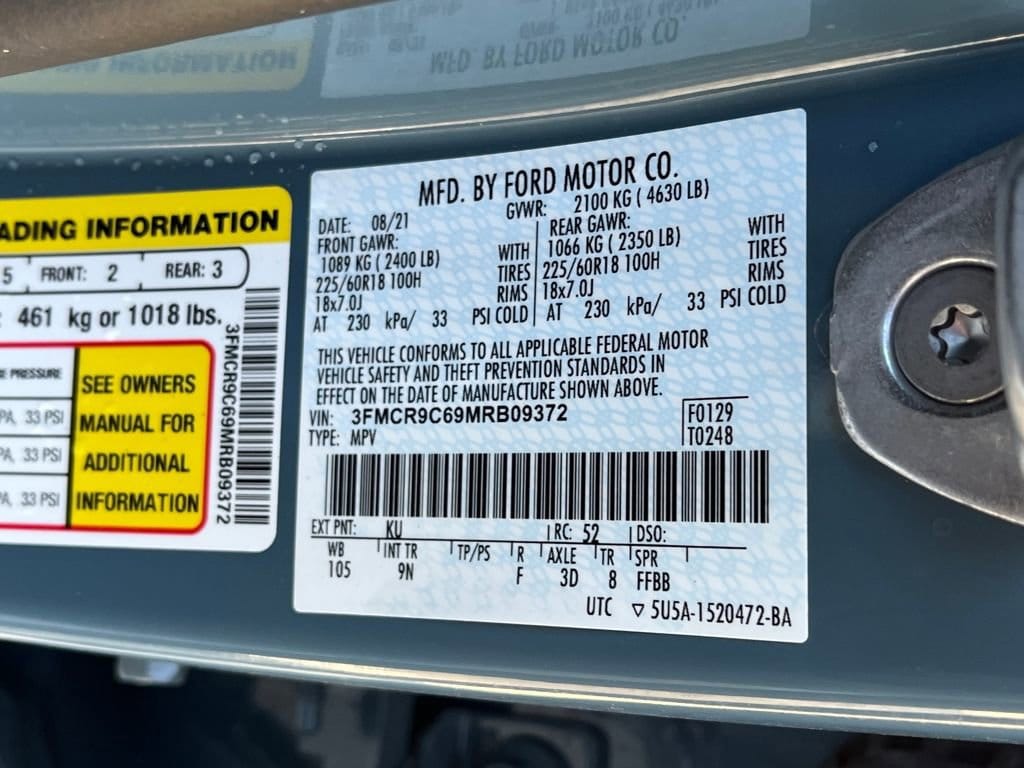 MFD. BY FORD MOTOR CO.
ADING INFORMATION
5 FRONT: 2 REAR: 3
461 kg or 1018 lbs.
E PRESSURE
PA, 33 PSI
PA, 33 PSI
PA, 33 PSI
SEE OWNERS
MANUAL FOR
ADDITIONAL
INFORMATION
3FMCR9C69MRB09372
MFD. BY FORD MOTOR CO.
DATE: 08/21 GVWR: 2100 KG ( 4630 LB)
FRONT GAWR: REAR GAWR:
1089 KG ( 2400 LB) WITH 1066 KG ( 2350 LB) WITH
225/60R18 100H TIRES 225/60R18 100H TIRES
18x7.0J RIMS 18x7.0J RIMS
AT 230 kPa/ 33 PSI COLD AT 230 kPa/ 33 PSI COLD
THIS VEHICLE CONFORMS TO ALL APPLICABLE FEDERAL MOTOR
VEHICLE SAFETY AND THEFT PREVENTION STANDARDS IN
EFFECT ON THE DATE OF MANUFACTURE SHOWN ABOVE.
VIN: 3FMCR9C69MRB09372 F0129
TYPE: MPV T0248
EXT PNT: KU RC: 52 DSO:
WB INT TR TP/PS R AXLE TR SPR
105 9N F 3D 8 FFBB
UTC ▽ 5U5A-1520472-BA